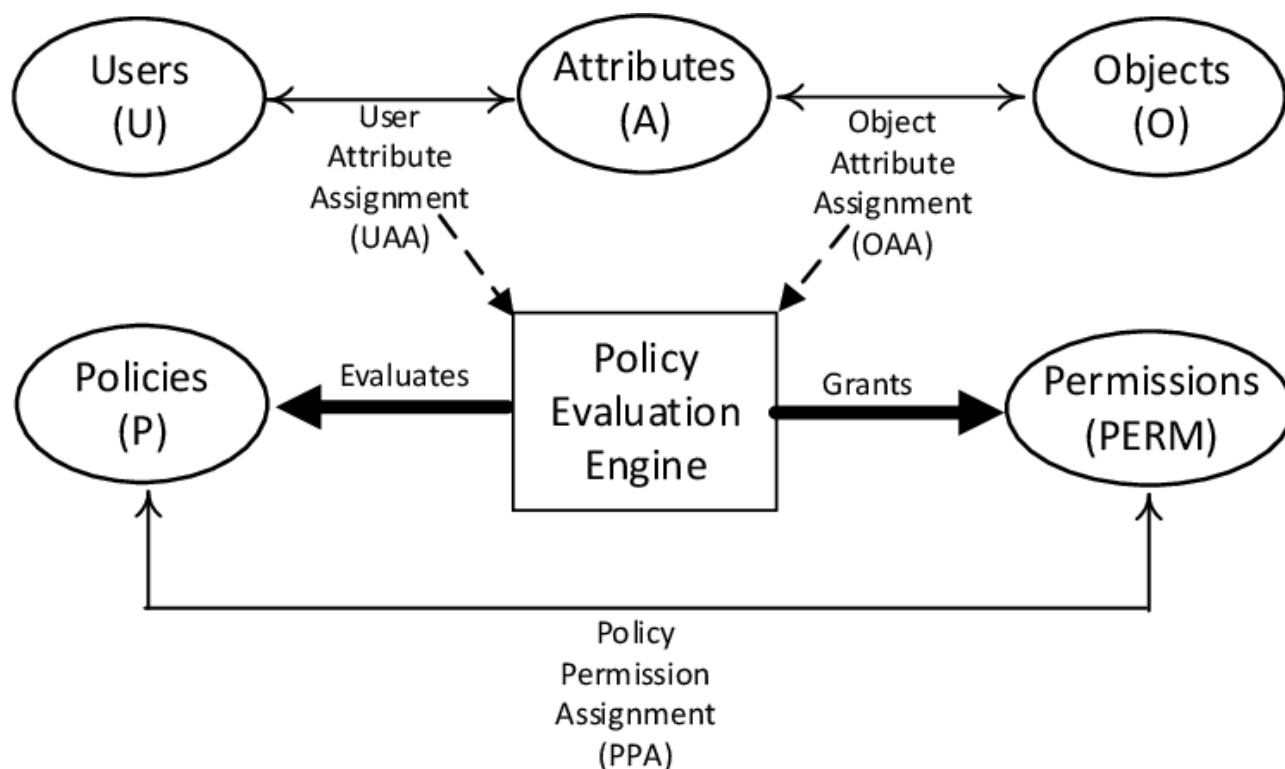 Users
(U)
Attributes
(A)
Objects
(O)
User
Attribute
Assignment
(UAA)
Object
Attribute
Assignment
(OAA)
Policies
(P)
Evaluates
Policy
Evaluation
Engine
Grants
Permissions
(PERM)
Policy
Permission
Assignment
(PPA)